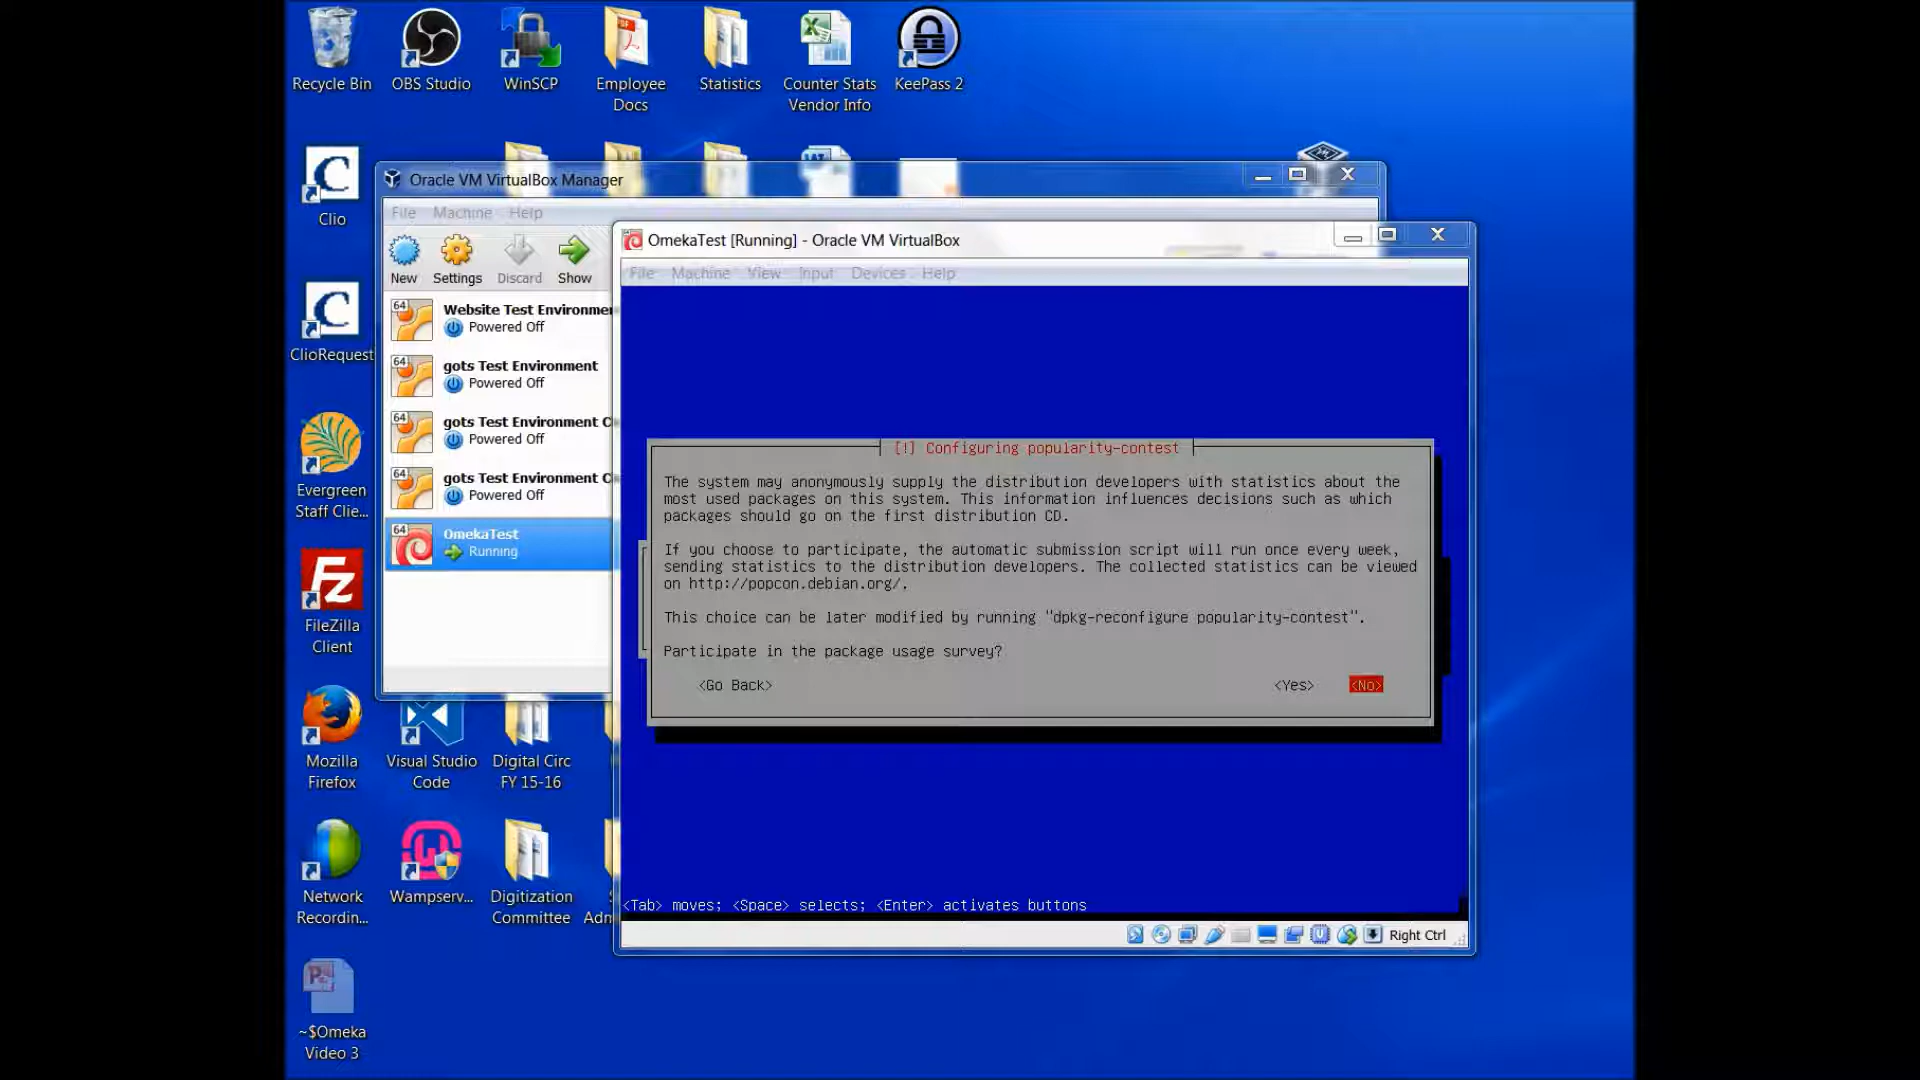 Recycle Bin
OBS Studio
WinSCP
Employee
Docs
Statistics
Counter Stats
Vendor Info
KeePass 2
Clio
ClioRequest
Evergreen
Staff Clie...
FileZilla
Client
Mozilla
Firefox
Visual Studio
Code
Digital Circ
FY 15-16
Network
Recordin...
Wampserv...
Digitization
Committee
~$Omeka
Video 3
Oracle VM VirtualBox Manager
File Machine Help
New Settings Discard Show
64
Website Test Environme
Powered Off
64
gots Test Environment
Powered Off
64
gots Test Environment C
Powered Off
64
gots Test Environment C
Powered Off
64
OmekaTest
Running
OmekaTest [Running] - Oracle VM VirtualBox
File Machine View Input Devices Help
[!] Configuring popularity-contest
The system may anonymously supply the distribution developers with statistics about the
most used packages on this system. This information influences decisions such as which
packages should go on the first distribution CD.
If you choose to participate, the automatic submission script will run once every week,
sending statistics to the distribution developers. The collected statistics can be viewed
on http://popcon.debian.org/.
This choice can be later modified by running "dpkg-reconfigure popularity-contest".
Participate in the package usage survey?
<Go Back> <Yes> <No>
<Tab> moves; <Space> selects; <Enter> activates buttons
Right Ctrl